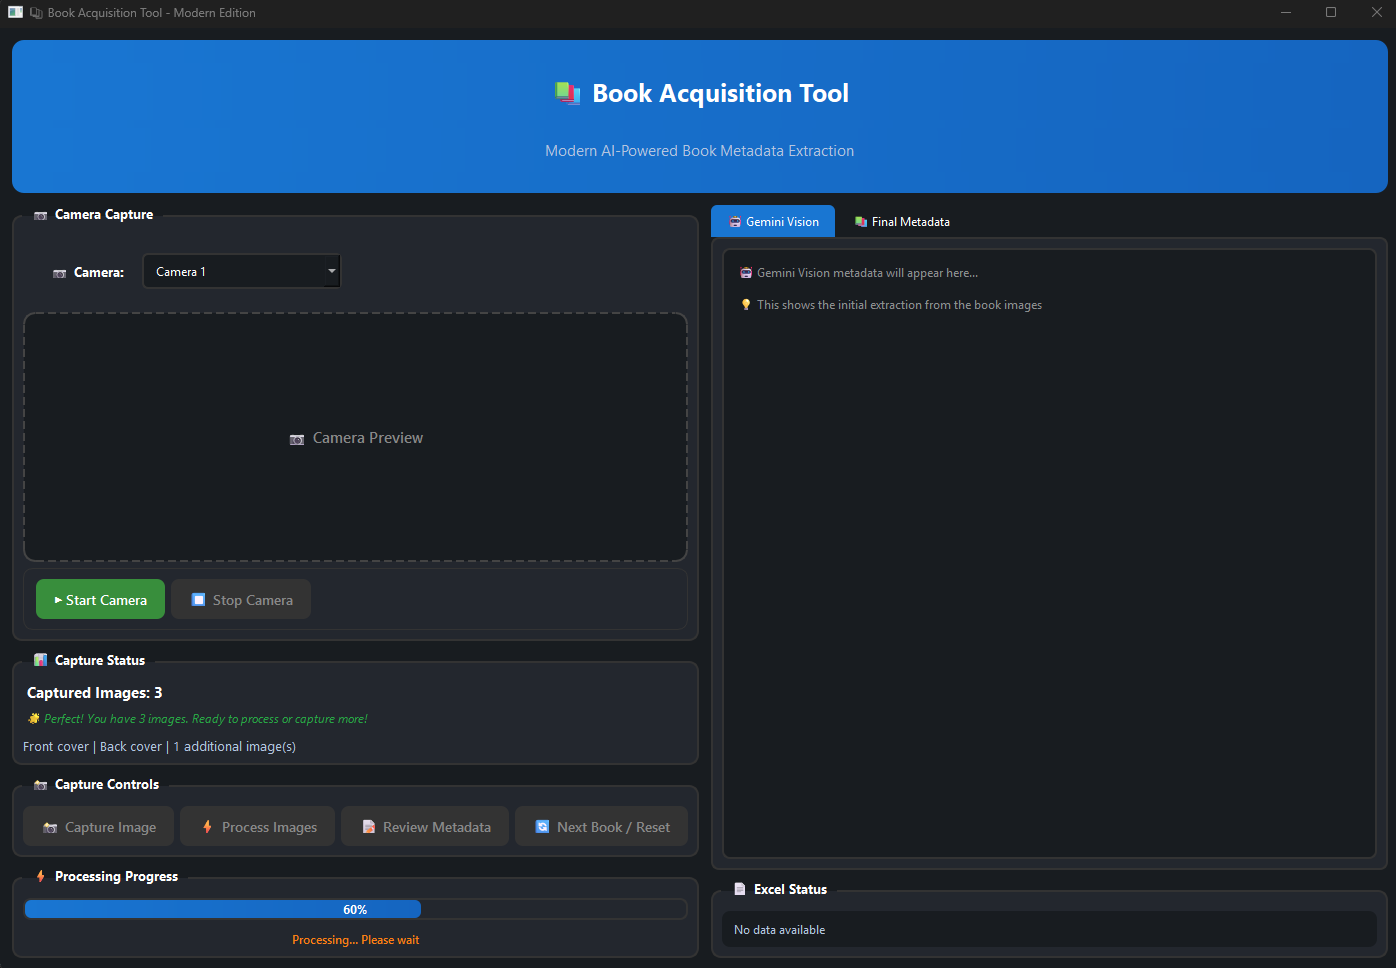 Book Acquisition Tool - Modern Edition
Book Acquisition Tool
Modern AI-Powered Book Metadata Extraction
Camera Capture
Camera: Camera 1
Camera Preview
Start Camera Stop Camera
Capture Status
Captured Images: 3
Perfect! You have 3 images. Ready to process or capture more!
Front cover | Back cover | 1 additional image(s)
Capture Controls
Capture Image Process Images Review Metadata Next Book / Reset
Processing Progress
60%
Processing... Please wait
Gemini Vision Final Metadata
Gemini Vision metadata will appear here...
This shows the initial extraction from the book images
Excel Status
No data available